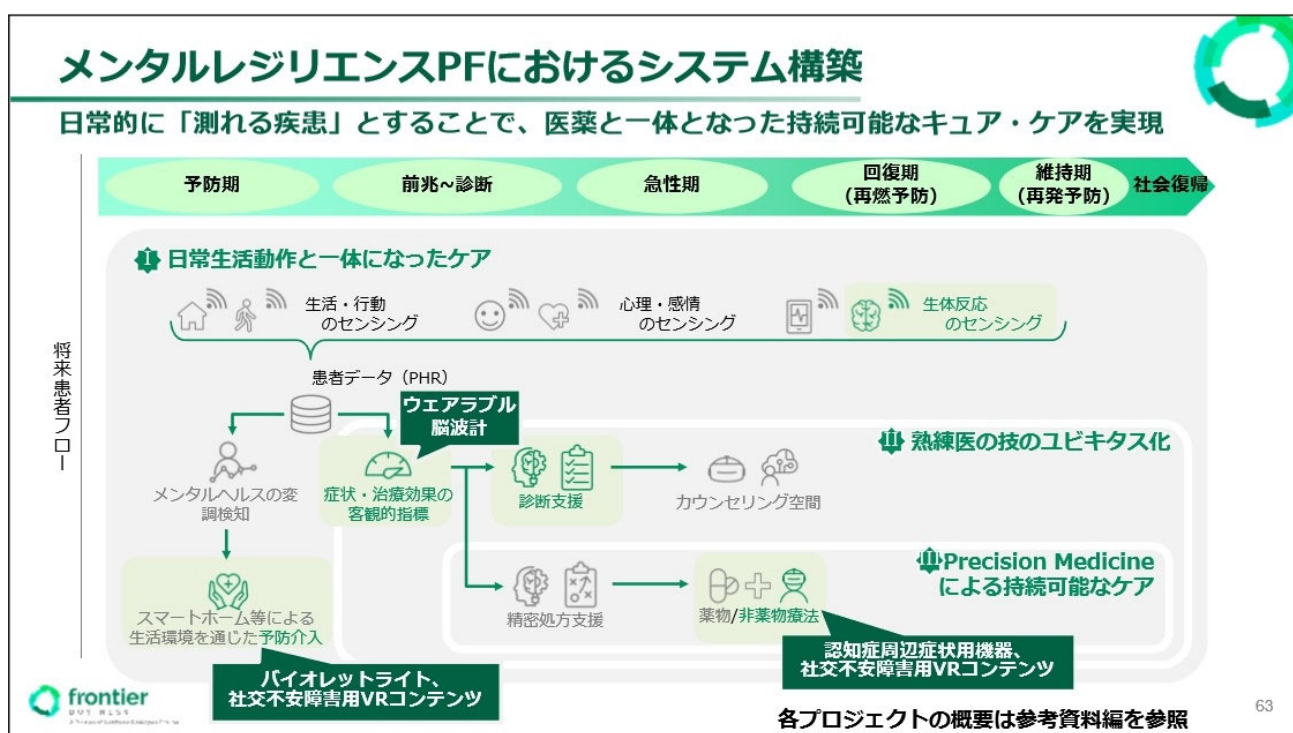 メンタルレジリエンスPFにおけるシステム構築
日常的に「測れる疾患」とすることで、医薬と一体となった持続可能なキュア・ケアを実現
予防期
前兆~診断
急性期
回復期
(再燃予防)
維持期
(再発予防)
社会復帰
将来患者フロー
I 日常生活動作と一体になったケア
生活・行動
のセンシング
心理・感情
のセンシング
生体反応
のセンシング
患者データ（PHR）
ウェアラブル
脳波計
II 熟練医の技のユビキタス化
メンタルヘルスの変
調検知
症状・治療効果の
客観的指標
診断支援
カウンセリング空間
III Precision Medicine
による持続可能なケア
スマートホーム等による
生活環境を通じた予防介入
精密処方支援
薬物/非薬物療法
バイオレットライト、
社交不安障害用VRコンテンツ
認知症周辺症状用機器、
社交不安障害用VRコンテンツ
frontier
各プロジェクトの概要は参考資料編を参照
63